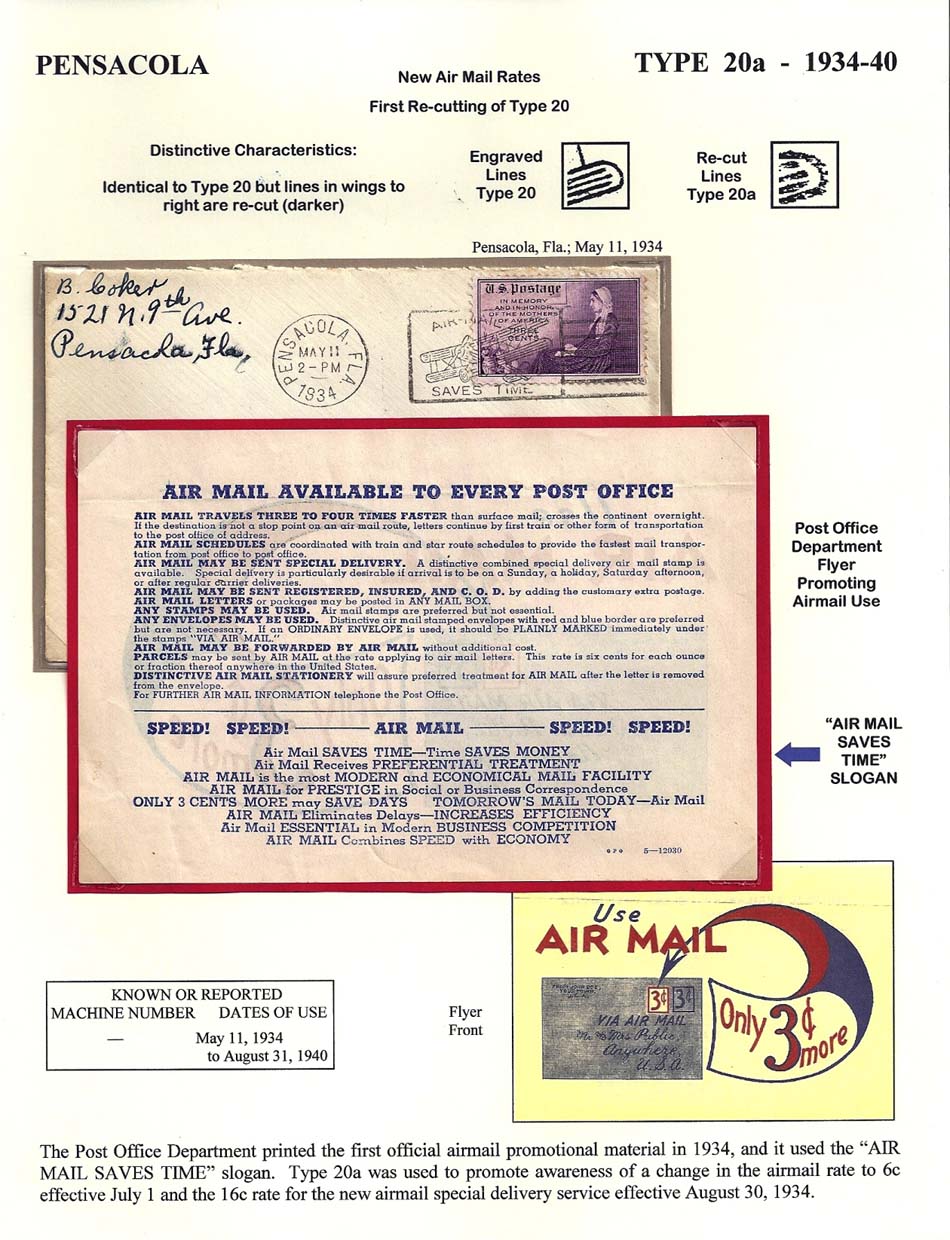 PENSACOLA
TYPE 20a - 1934-40
New Air Mail Rates
First Re-cutting of Type 20
Distinctive Characteristics:
Identical to Type 20 but lines in wings to
right are re-cut (darker)
Engraved
Lines
Type 20
Re-cut
Lines
Type 20a
Pensacola, Fla.; May 11, 1934
B. Coker
1521 N. 9th Ave.
Pensacola, Fla,
PENSACOLA, FLA
MAY 11
2-PM
1934
AIR-MAIL
SAVES TIME
U.S. Postage
IN MEMORY
AND IN HONOR
OF THE MOTHERS
OF AMERICA
THREE
CENTS
AIR MAIL AVAILABLE TO EVERY POST OFFICE
AIR MAIL TRAVELS THREE TO FOUR TIMES FASTER than surface mail; crosses the continent overnight.
If the destination is not a stop point on an air mail route, letters continue by first train or other form of transportation
to the post office of address.
AIR MAIL SCHEDULES are coordinated with train and star route schedules to provide the fastest mail transpor-
tation from post office to post office.
AIR MAIL MAY BE SENT SPECIAL DELIVERY. A distinctive combined special delivery air mail stamp is
available. Special delivery is particularly desirable if arrival is to be on a Sunday, a holiday, Saturday afternoon,
or after regular carrier deliveries.
AIR MAIL MAY BE SENT REGISTERED, INSURED, AND C. O. D. by adding the customary extra postage.
AIR MAIL LETTERS or packages may be posted in ANY MAIL BOX.
ANY STAMPS MAY BE USED. Air mail stamps are preferred but not essential.
ANY ENVELOPES MAY BE USED. Distinctive air mail stamped envelopes with red and blue border are preferred
but are not necessary. If an ORDINARY ENVELOPE is used, it should be PLAINLY MARKED immediately under
the stamps "VIA AIR MAIL."
AIR MAIL MAY BE FORWARDED BY AIR MAIL without additional cost.
PARCELS may be sent by AIR MAIL at the rate applying to air mail letters. This rate is six cents for each ounce
or fraction thereof anywhere in the United States.
DISTINCTIVE AIR MAIL STATIONERY will assure preferred treatment for AIR MAIL after the letter is removed
from the envelope.
For FURTHER AIR MAIL INFORMATION telephone the Post Office.
SPEED! SPEED! —— AIR MAIL —— SPEED! SPEED!
Air Mail SAVES TIME—Time SAVES MONEY
Air Mail Receives PREFERENTIAL TREATMENT
AIR MAIL is the most MODERN and ECONOMICAL MAIL FACILITY
AIR MAIL for PRESTIGE in Social or Business Correspondence
ONLY 3 CENTS MORE may SAVE DAYS TOMORROW'S MAIL TODAY—Air Mail
AIR MAIL Eliminates Delays—INCREASES EFFICIENCY
Air Mail ESSENTIAL in Modern BUSINESS COMPETITION
AIR MAIL Combines SPEED with ECONOMY
GPO 5—12030
Post Office
Department
Flyer
Promoting
Airmail Use
"AIR MAIL
SAVES
TIME"
SLOGAN
Use
AIR MAIL
3¢ 3¢
VIA AIR MAIL
Mr. & Mrs. Public,
Anywhere,
U.S.A.
Only 3¢ more
KNOWN OR REPORTED
MACHINE NUMBER DATES OF USE
— May 11, 1934
to August 31, 1940
Flyer
Front
The Post Office Department printed the first official airmail promotional material in 1934, and it used the "AIR
MAIL SAVES TIME" slogan. Type 20a was used to promote awareness of a change in the airmail rate to 6c
effective July 1 and the 16c rate for the new airmail special delivery service effective August 30, 1934.